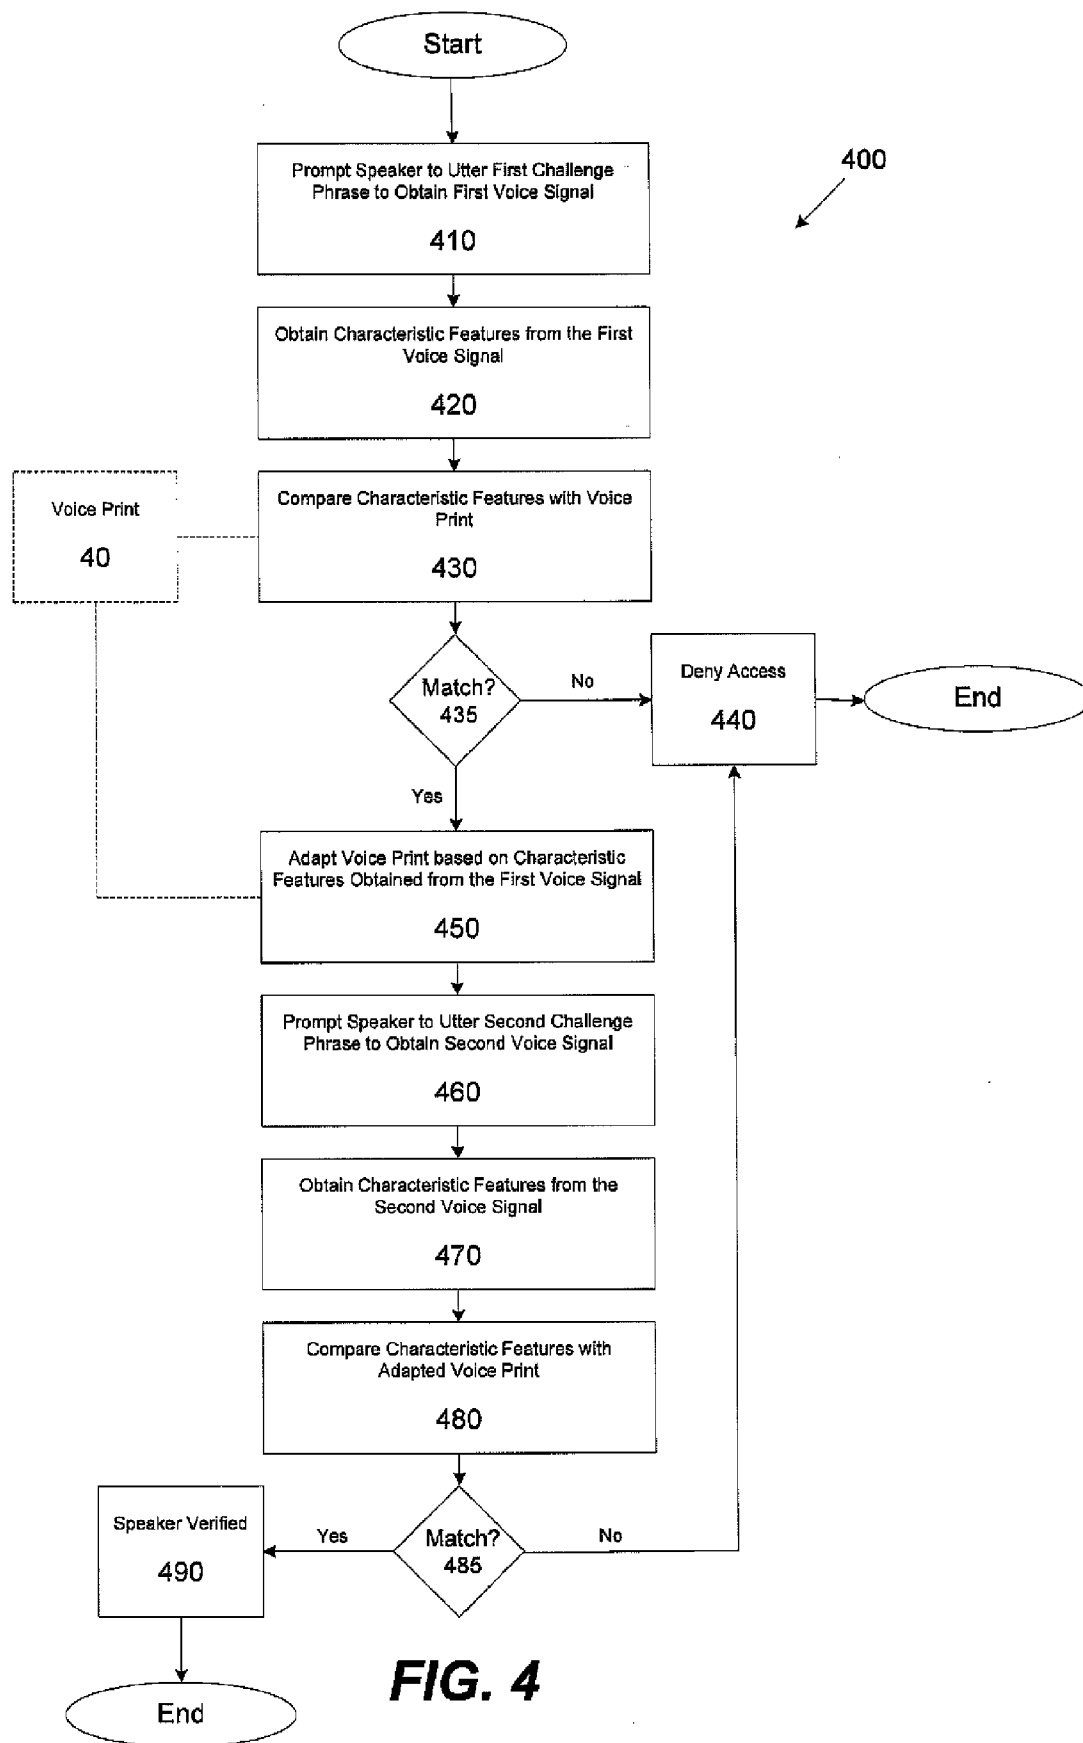 Start
400
Prompt Speaker to Utter First Challenge
Phrase to Obtain First Voice Signal
410
Obtain Characteristic Features from the First
Voice Signal
420
Voice Print
40
Compare Characteristic Features with Voice
Print
430
Match?
435
No
Deny Access
440
End
Yes
Adapt Voice Print based on Characteristic
Features Obtained from the First Voice Signal
450
Prompt Speaker to Utter Second Challenge
Phrase to Obtain Second Voice Signal
460
Obtain Characteristic Features from the
Second Voice Signal
470
Compare Characteristic Features with
Adapted Voice Print
480
Match?
485
Yes
No
Speaker Verified
490
End
FIG. 4